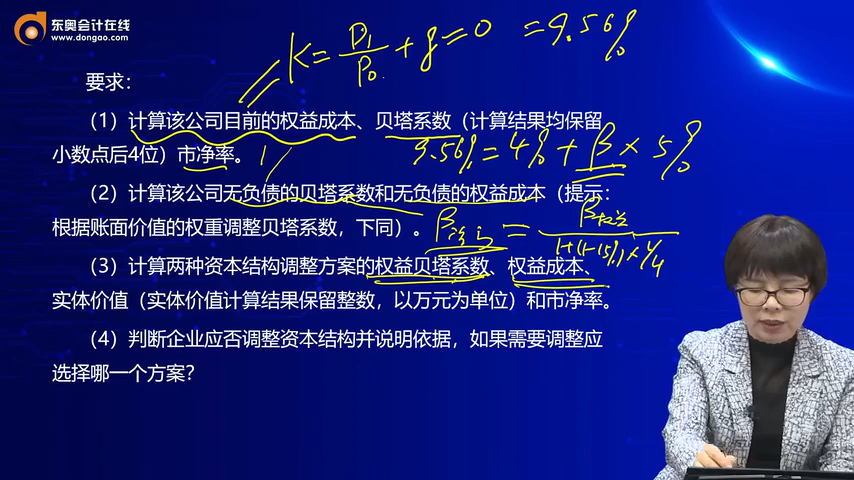 东奥会计在线
www.dongao.com
K=D₁/P₀+g=0 =9.56%
要求：
（1）计算该公司目前的权益成本、贝塔系数（计算结果均保留
小数点后4位）市净率。
9.56%=4%+β×5%
（2）计算该公司无负债的贝塔系数和无负债的权益成本（提示：
根据账面价值的权重调整贝塔系数，下同）。
（3）计算两种资本结构调整方案的权益贝塔系数、权益成本、
实体价值（实体价值计算结果保留整数，以万元为单位）和市净率。
（4）判断企业应否调整资本结构并说明依据，如果需要调整应
选择哪一个方案？